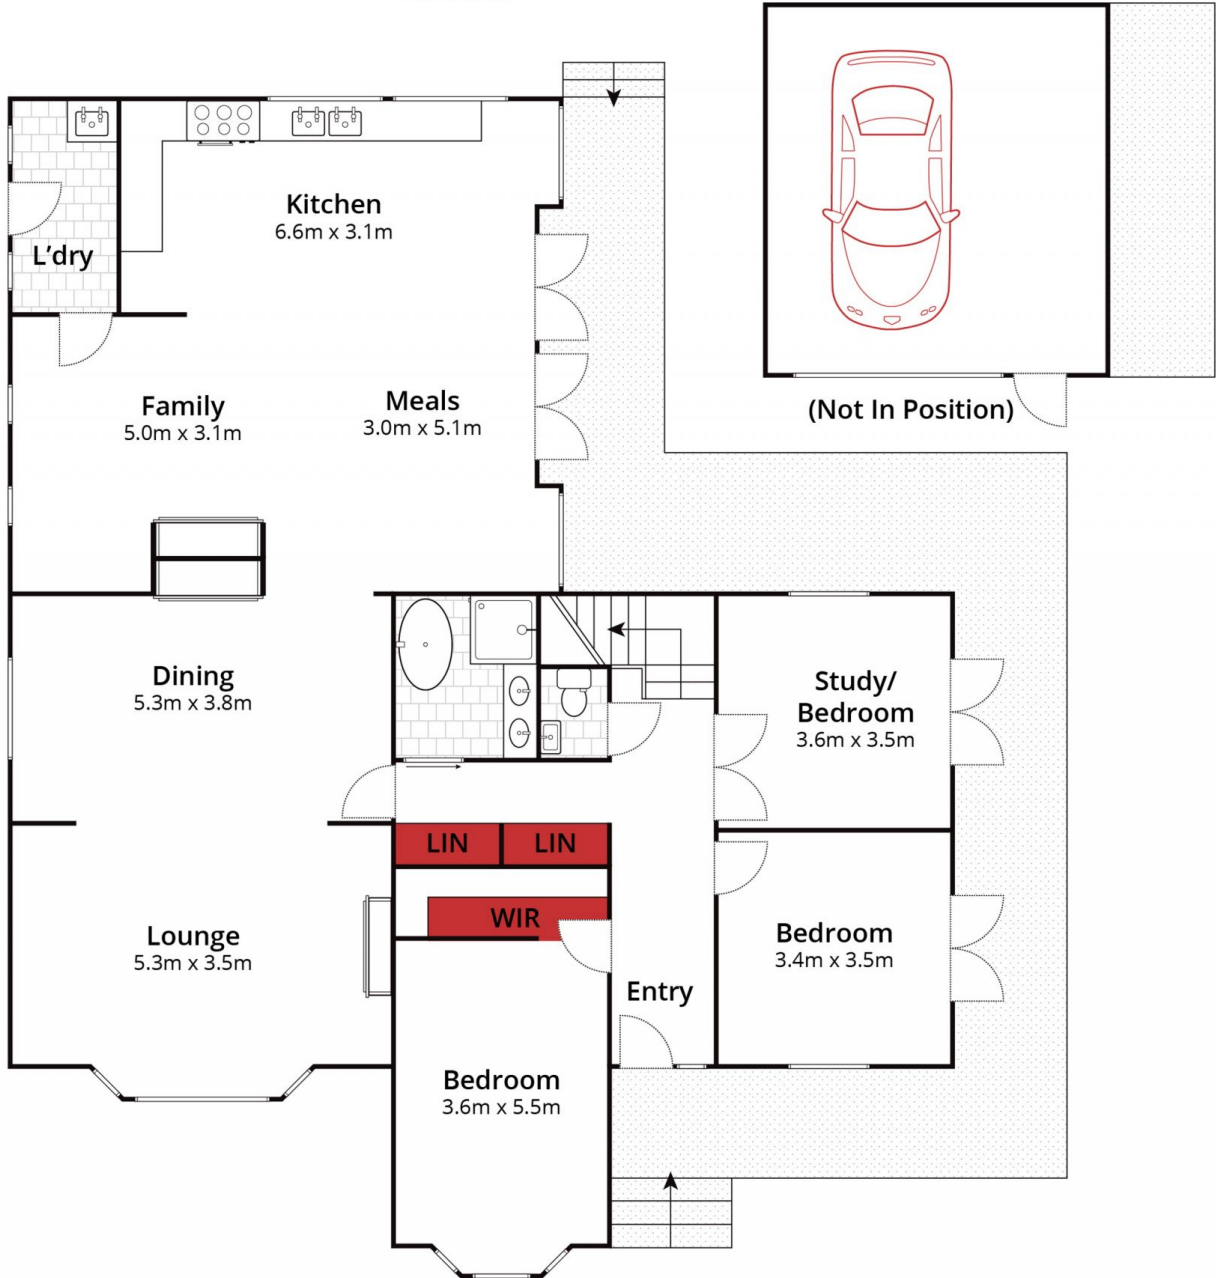 Kitchen
6.6m x 3.1m
L'dry
(Not In Position)
Family
5.0m x 3.1m
Meals
3.0m x 5.1m
Dining
5.3m x 3.8m
Study/
Bedroom
3.6m x 3.5m
LIN
LIN
WIR
Lounge
5.3m x 3.5m
Bedroom
3.4m x 3.5m
Entry
Bedroom
3.6m x 5.5m